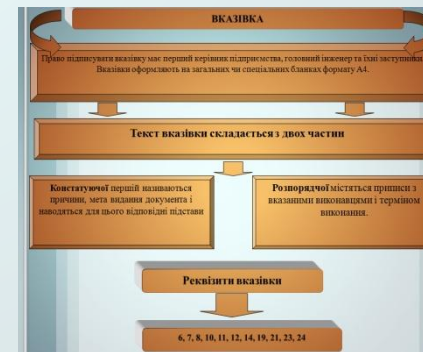 ВКАЗІВКА
Право підписувати вказівку має перший керівник підприємства, головний інженер та їхні заступники.
Вказівки оформляють на загальних чи спеціальних бланках формату А4.
Текст вказівки складається з двох частин
Констатуючої першій називаються
причини, мета видання документа і
наводяться для цього відповідні підстави
Розпорядчої містяться приписи з
вказаними виконавцями і терміном
виконання.
Реквізити вказівки
6, 7, 8, 10, 11, 12, 14, 19, 21, 23, 24